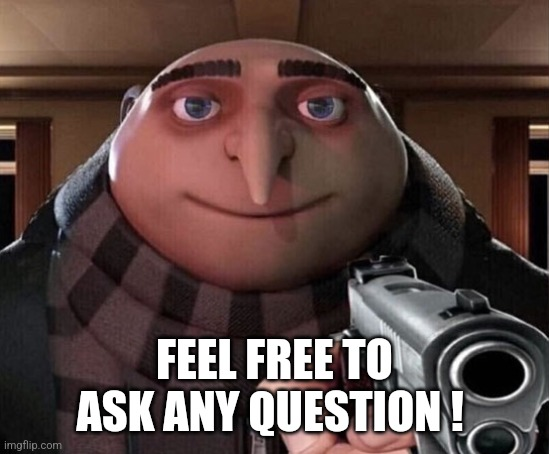 FEEL FREE TO
ASK ANY QUESTION !
imgflip.com